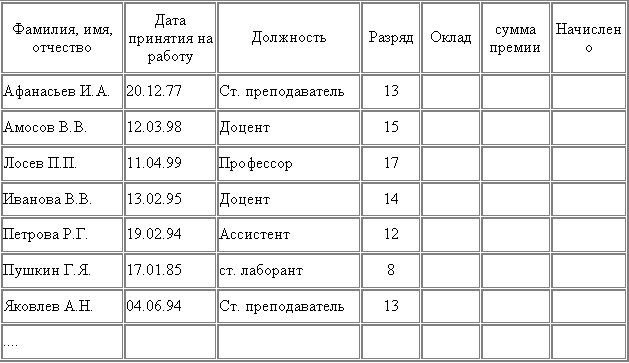 Фамилия, имя, отчество	Дата принятия на работу	Должность	Разряд	Оклад	сумма премии	Начислено
Афанасьев И.А.	20.12.77	Ст. преподаватель	13
Амосов В.В.	12.03.98	Доцент	15
Лосев П.П.	11.04.99	Профессор	17
Иванова В.В.	13.02.95	Доцент	14
Петрова Р.Г.	19.02.94	Ассистент	12
Пушкин Г.Я.	17.01.85	ст. лаборант	8
Яковлев А.Н.	04.06.94	Ст. преподаватель	13
....